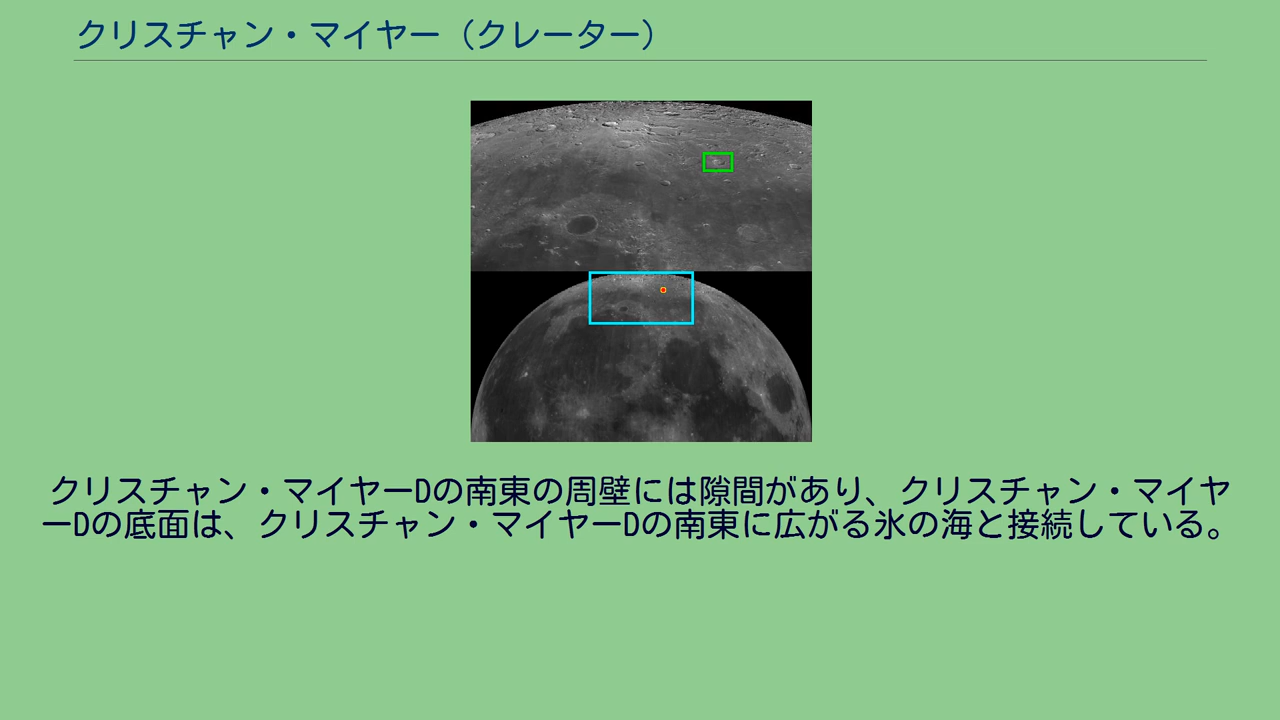 クリスチャン・マイヤー（クレーター）
クリスチャン・マイヤーDの南東の周壁には隙間があり、クリスチャン・マイヤ
ーDの底面は、クリスチャン・マイヤーDの南東に広がる氷の海と接続している。